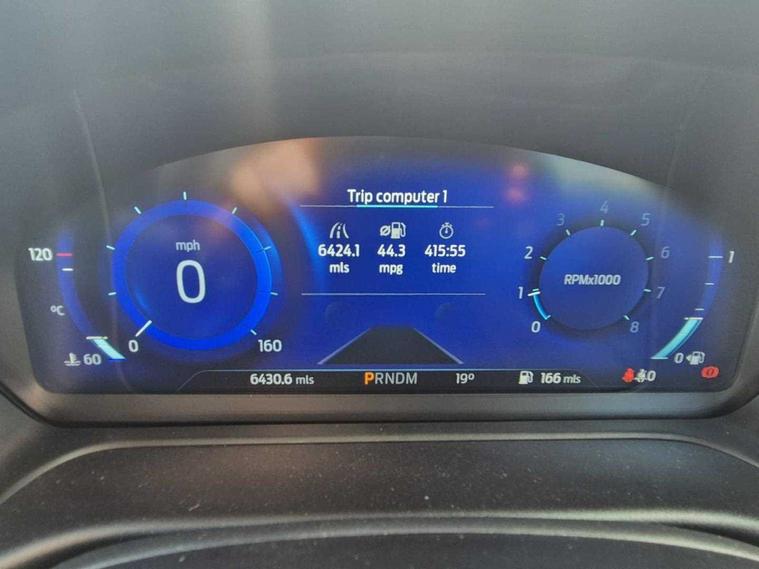 Trip computer 1
6424.1 44.3 415:55
mls mpg time
mph
0
0 160
120
°C
60
0 1 2 3 4 5 6 7 8
RPMx1000
1
0
6430.6 mls PRNDM 19° 166 mls